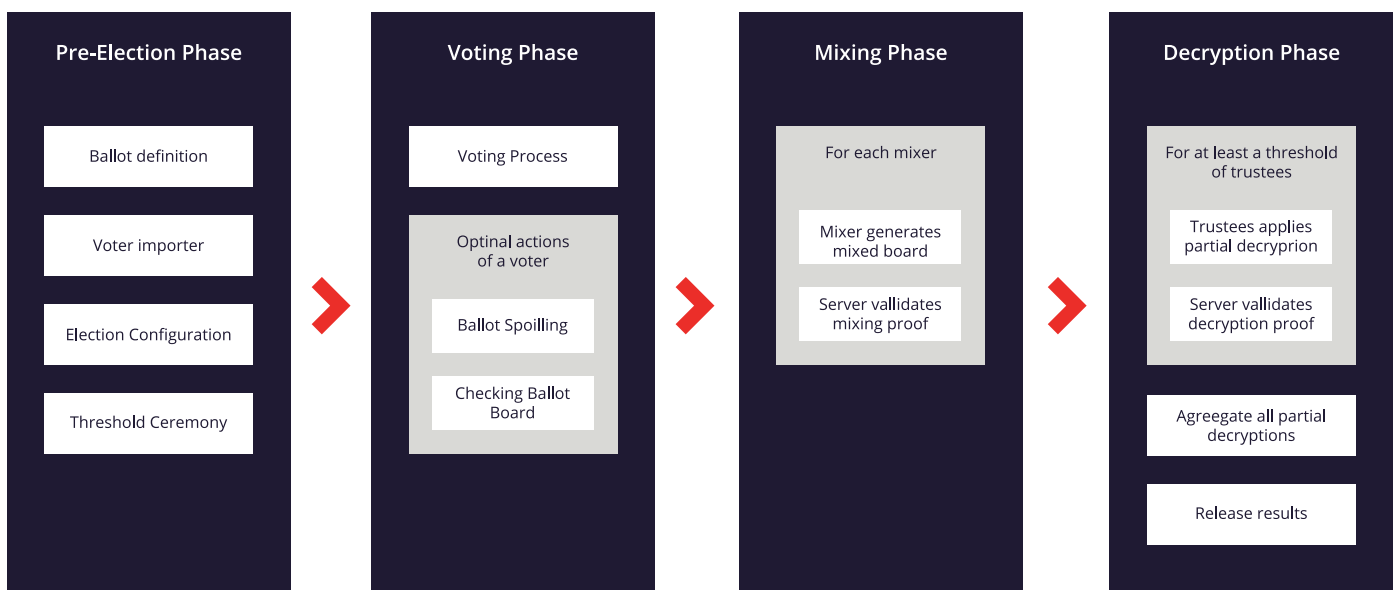 Pre-Election Phase
Ballot definition
Voter importer
Election Configuration
Threshold Ceremony
Voting Phase
Voting Process
Optinal actions
of a voter
Ballot Spoilling
Checking Ballot
Board
Mixing Phase
For each mixer
Mixer generates
mixed board
Server vallidates
mixing proof
Decryption Phase
For at least a threshold
of trustees
Trustees applies
partial decryprion
Server vallidates
decryption proof
Agreegate all partial
decryptions
Release results